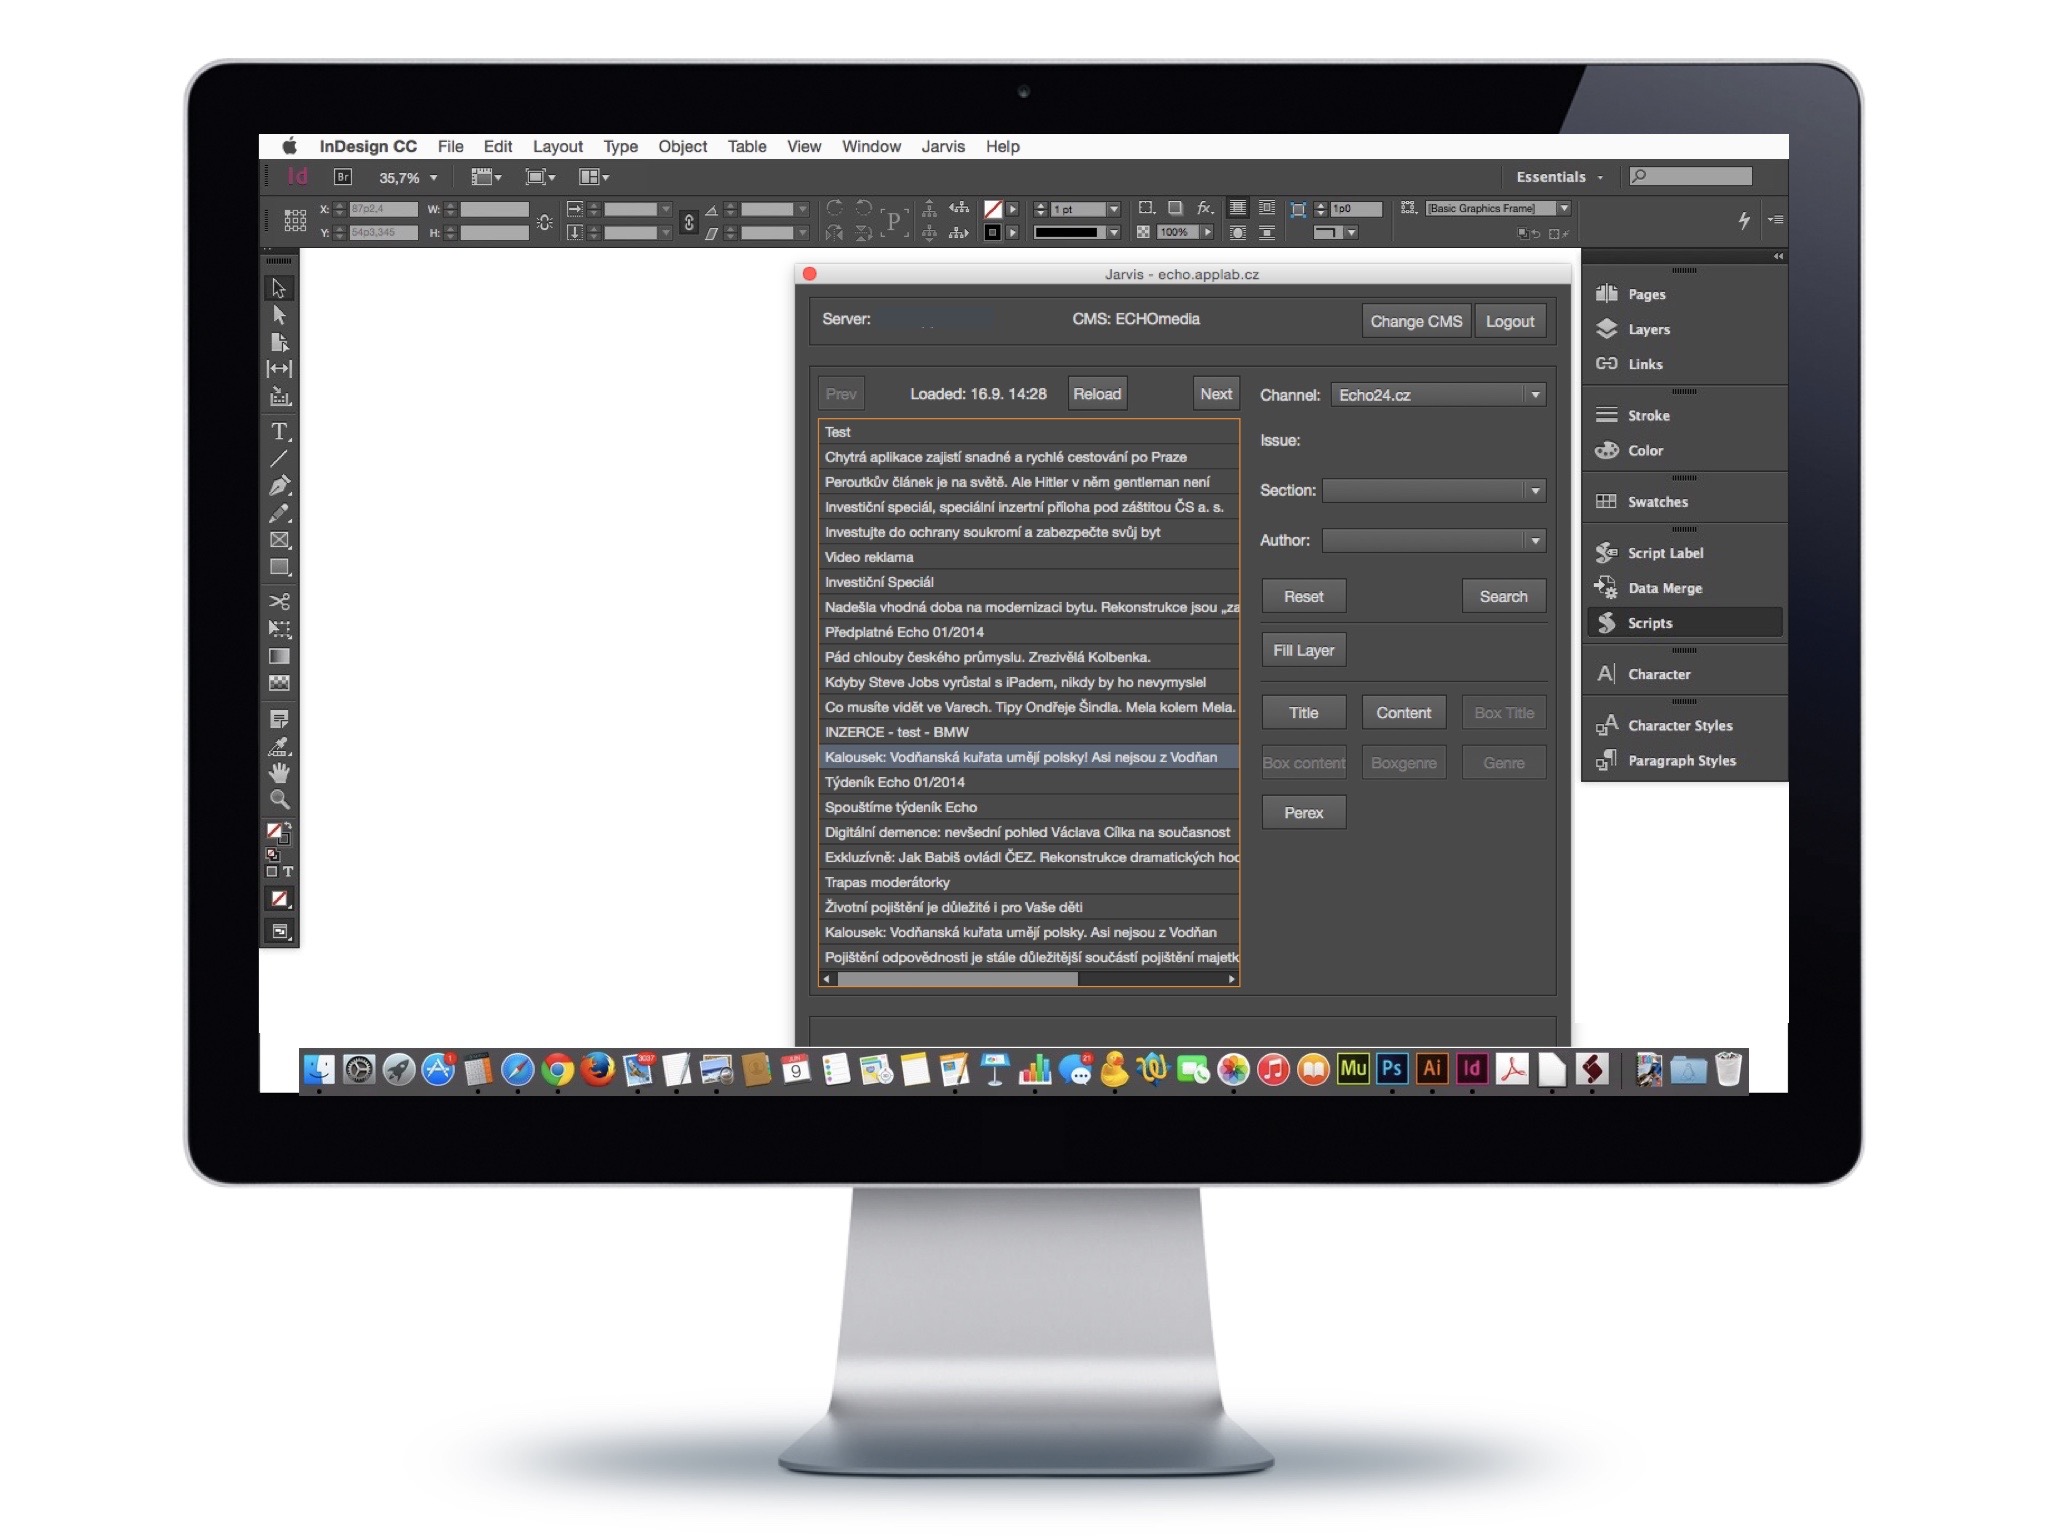 InDesign CC File Edit Layout Type Object Table View Window Jarvis Help
Id Br 35,7% Essentials
X: 87p2,4 W: 1 pt fx. 1p0 [Basic Graphics Frame]
Y: 54p3,345 H: P 100%
Jarvis - echo.applab.cz
Server: CMS: ECHOmedia Change CMS Logout
Prev Loaded: 16.9. 14:28 Reload Next
Test
Chytrá aplikace zajistí snadné a rychlé cestování po Praze
Peroutkův článek je na světě. Ale Hitler v něm gentleman není
Investiční speciál, speciální inzertní příloha pod záštitou ČS a. s.
Investujte do ochrany soukromí a zabezpečte svůj byt
Video reklama
Investiční Speciál
Nadešla vhodná doba na modernizaci bytu. Rekonstrukce jsou „za
Předplatné Echo 01/2014
Pád chlouby českého průmyslu. Zrezivělá Kolbenka.
Kdyby Steve Jobs vyrůstal s iPadem, nikdy by ho nevymyslel
Co musíte vidět ve Varech. Tipy Ondřeje Šindla. Mela kolem Mela.
INZERCE - test - BMW
Kalousek: Vodňanská kuřata umějí polsky! Asi nejsou z Vodňan
Týdeník Echo 01/2014
Spouštíme týdeník Echo
Digitální demence: nevšední pohled Václava Cílka na současnost
Exkluzívně: Jak Babiš ovládl ČEZ. Rekonstrukce dramatických hod
Trapas moderátorky
Životní pojištění je důležité i pro Vaše děti
Kalousek: Vodňanská kuřata umějí polsky. Asi nejsou z Vodňan
Pojištění odpovědnosti je stále důležitější součástí pojištění majetk
Channel: Echo24.cz
Issue:
Section:
Author:
Reset Search
Fill Layer
Title Content Box Title
Box content Boxgenre Genre
Perex
Pages
Layers
Links
Stroke
Color
Swatches
Script Label
Data Merge
Scripts
Character
Character Styles
Paragraph Styles
T
T
1 3037 JUN 9 21 Mu Ps Ai Id